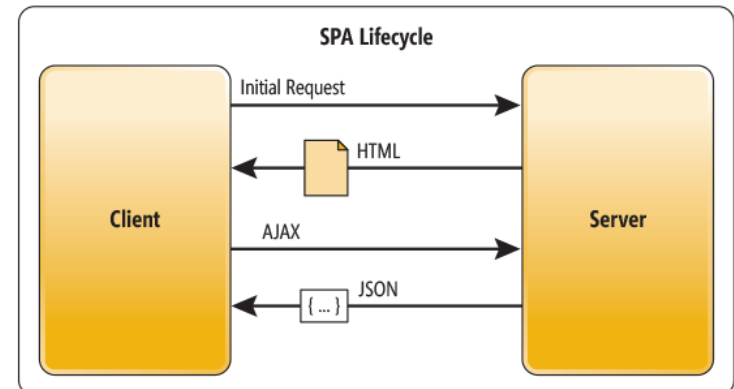 SPA Lifecycle
Initial Request
HTML
Client
Server
AJAX
JSON
{ ... }